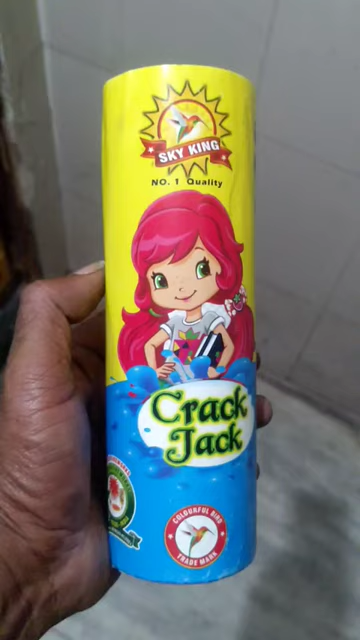 SKY KING
NO. 1 Quality
Crack
Jack
COLOURFUL BIRD
TRADE MARK